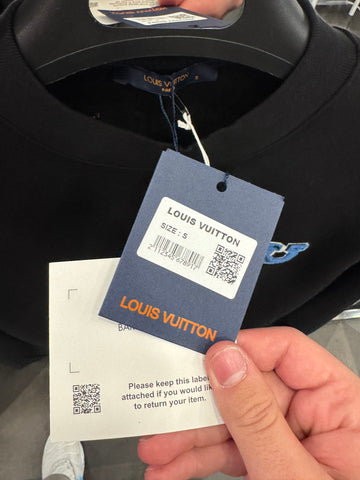 LOUIS VUITTON
S
LOUIS VUITTON
SIZE : S
LOUIS VUITTON
Please keep this label
attached if you would like
to return your item.